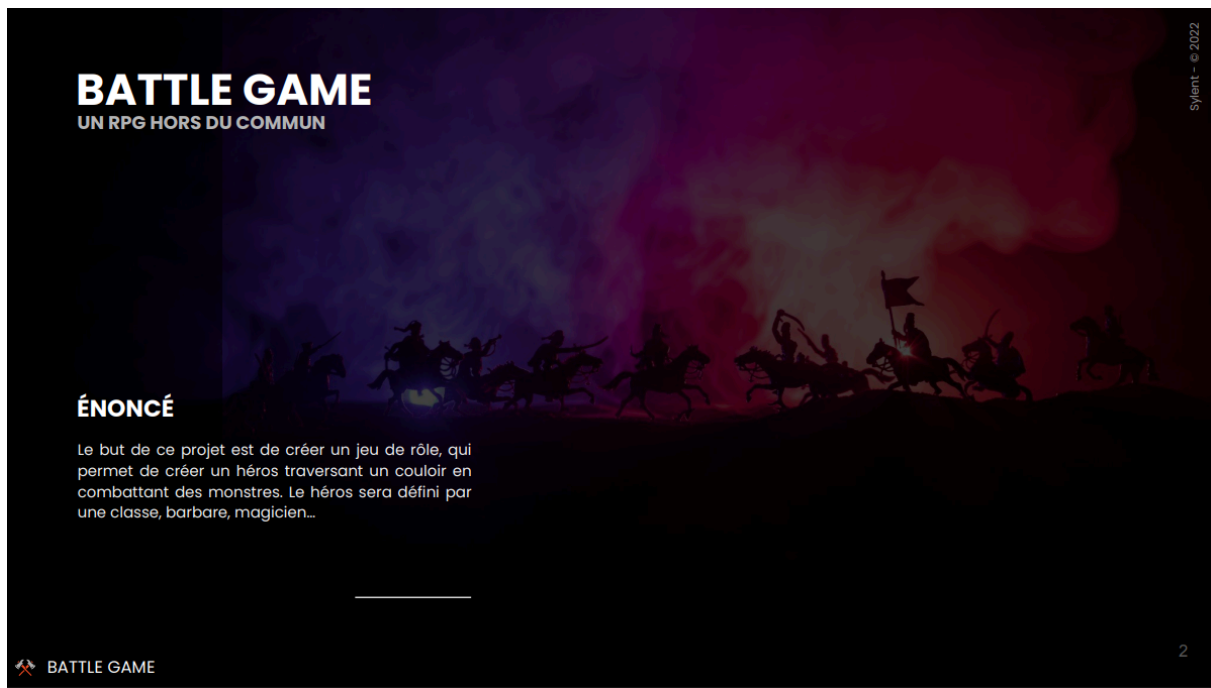 Sylent - © 2022
BATTLE GAME
UN RPG HORS DU COMMUN
ÉNONCÉ
Le but de ce projet est de créer un jeu de rôle, qui
permet de créer un héros traversant un couloir en
combattant des monstres. Le héros sera défini par
une classe, barbare, magicien...
2
BATTLE GAME